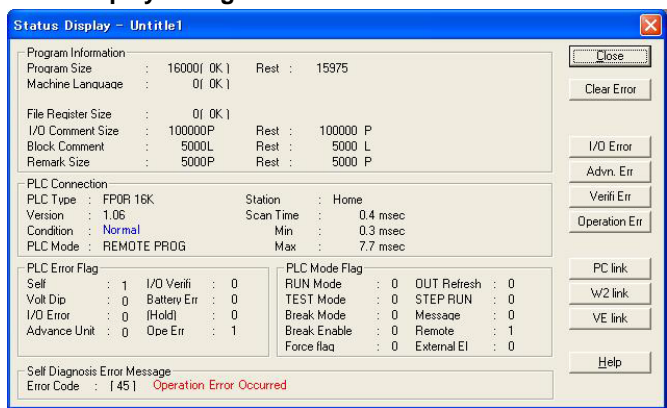 Status Display - Untitle1
Program Information
Program Size : 16000( 0K ) Rest : 15975
Machine Language : 0( 0K )
File Register Size : 0( 0K )
I/O Comment Size : 100000P Rest : 100000 P
Block Comment : 5000L Rest : 5000 L
Remark Size : 5000P Rest : 5000 P
PLC Connection
PLC Type : FP0R 16K Station : Home
Version : 1.06 Scan Time : 0.4 msec
Condition : Normal Min : 0.3 msec
PLC Mode : REMOTE PROG Max : 7.7 msec
PLC Error Flag
Self : 1 I/O Verifi : 0
Volt Dip : 0 Battery Err : 0
I/O Error : 0 (Hold) : 0
Advance Unit : 0 Ope Err : 1
PLC Mode Flag
RUN Mode : 0 OUT Refresh : 0
TEST Mode : 0 STEP RUN : 0
Break Mode : 0 Message : 0
Break Enable : 0 Remote : 1
Force flag : 0 External EI : 0
Self Diagnosis Error Message
Error Code : [ 45 ] Operation Error Occurred
Close
Clear Error
I/O Error
Advn. Err
Verifi Err
Operation Err
PC link
W2 link
VE link
Help